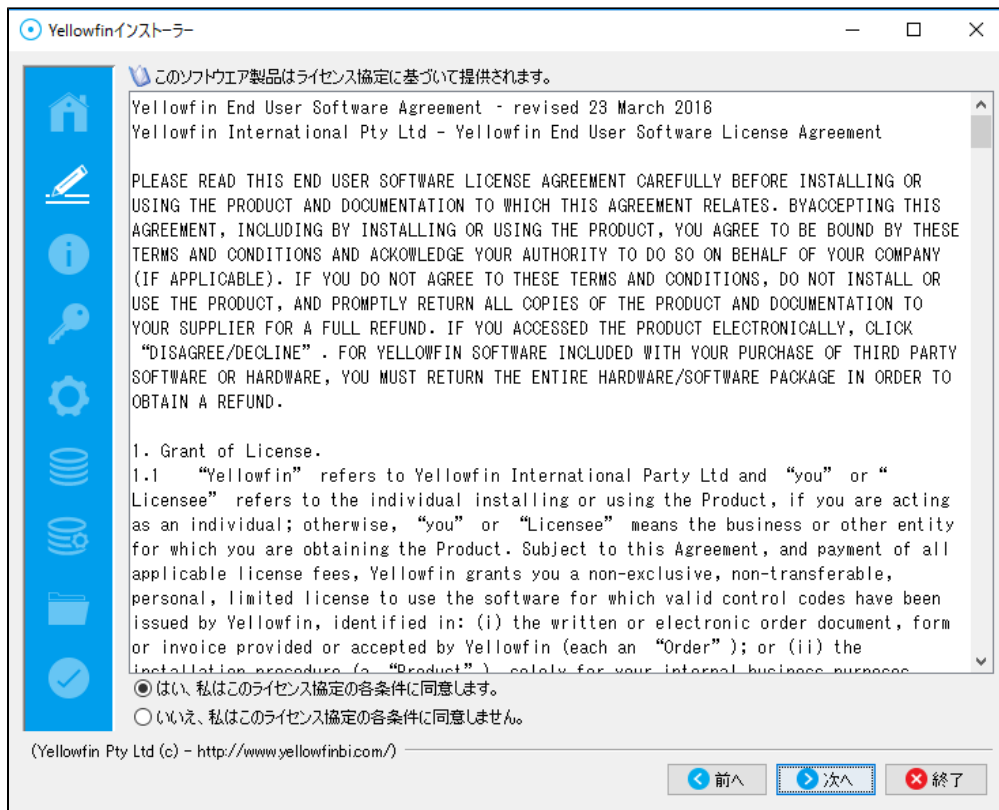 Yellowfinインストーラー
このソフトウエア製品はライセンス協定に基づいて提供されます。
Yellowfin End User Software Agreement - revised 23 March 2016
Yellowfin International Pty Ltd - Yellowfin End User Software License Agreement
PLEASE READ THIS END USER SOFTWARE LICENSE AGREEMENT CAREFULLY BEFORE INSTALLING OR
USING THE PRODUCT AND DOCUMENTATION TO WHICH THIS AGREEMENT RELATES. BYACCEPTING THIS
AGREEMENT, INCLUDING BY INSTALLING OR USING THE PRODUCT, YOU AGREE TO BE BOUND BY THESE
TERMS AND CONDITIONS AND ACKOWLEDGE YOUR AUTHORITY TO DO SO ON BEHALF OF YOUR COMPANY
(IF APPLICABLE). IF YOU DO NOT AGREE TO THESE TERMS AND CONDITIONS, DO NOT INSTALL OR
USE THE PRODUCT, AND PROMPTLY RETURN ALL COPIES OF THE PRODUCT AND DOCUMENTATION TO
YOUR SUPPLIER FOR A FULL REFUND. IF YOU ACCESSED THE PRODUCT ELECTRONICALLY, CLICK
“DISAGREE/DECLINE”. FOR YELLOWFIN SOFTWARE INCLUDED WITH YOUR PURCHASE OF THIRD PARTY
SOFTWARE OR HARDWARE, YOU MUST RETURN THE ENTIRE HARDWARE/SOFTWARE PACKAGE IN ORDER TO
OBTAIN A REFUND.
1. Grant of License.
1.1 “Yellowfin” refers to Yellowfin International Party Ltd and “you” or “
Licensee” refers to the individual installing or using the Product, if you are acting
as an individual; otherwise, “you” or “Licensee” means the business or other entity
for which you are obtaining the Product. Subject to this Agreement, and payment of all
applicable license fees, Yellowfin grants you a non-exclusive, non-transferable,
personal, limited license to use the software for which valid control codes have been
issued by Yellowfin, identified in: (i) the written or electronic order document, form
or invoice provided or accepted by Yellowfin (each an “Order”); or (ii) the
installation procedure (a “Product”), solely for your internal business purposes
はい、私はこのライセンス協定の各条件に同意します。
いいえ、私はこのライセンス協定の各条件に同意しません。
(Yellowfin Pty Ltd (c) - http://www.yellowfinbi.com/)
前へ
次へ
終了